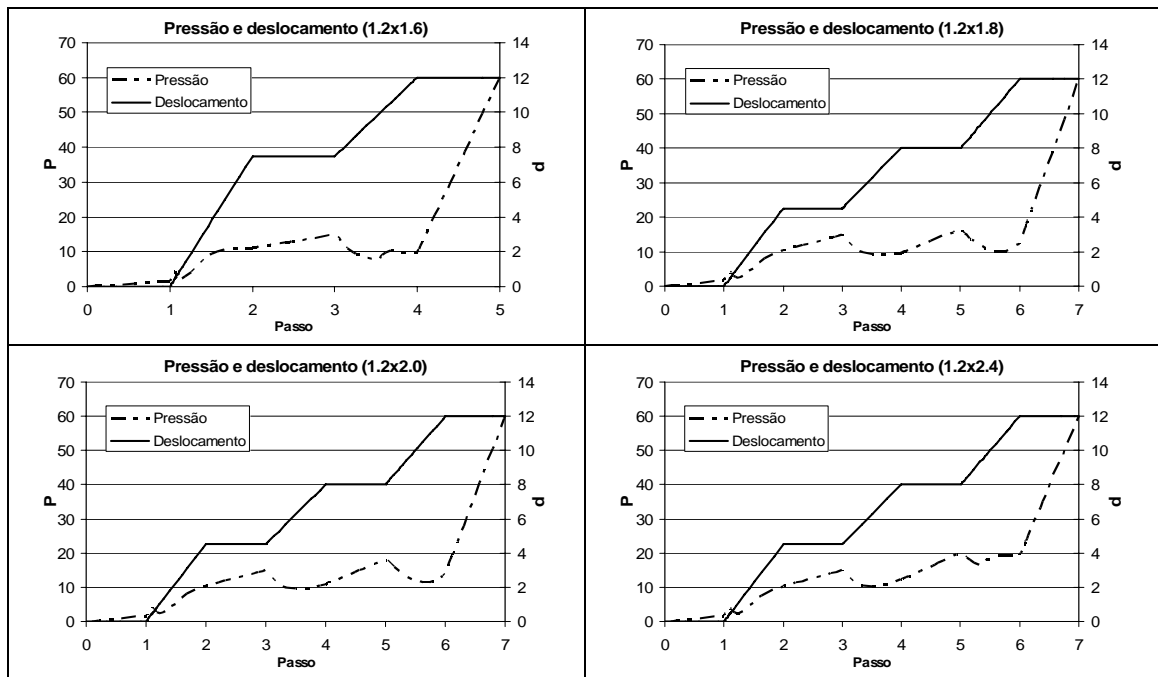 Pressão e deslocamento (1.2x1.6)
70 14
60 12
50 10
40 8
30 6
20 4
10 2
0 0
P
d
Pressão
Deslocamento
0 1 2 3 4 5
Passo
Pressão e deslocamento (1.2x1.8)
70 14
60 12
50 10
40 8
30 6
20 4
10 2
0 0
P
d
Pressão
Deslocamento
0 1 2 3 4 5 6 7
Passo
Pressão e deslocamento (1.2x2.0)
70 14
60 12
50 10
40 8
30 6
20 4
10 2
0 0
P
d
Pressão
Deslocamento
0 1 2 3 4 5 6 7
Passo
Pressão e deslocamento (1.2x2.4)
70 14
60 12
50 10
40 8
30 6
20 4
10 2
0 0
P
d
Pressão
Deslocamento
0 1 2 3 4 5 6 7
Passo